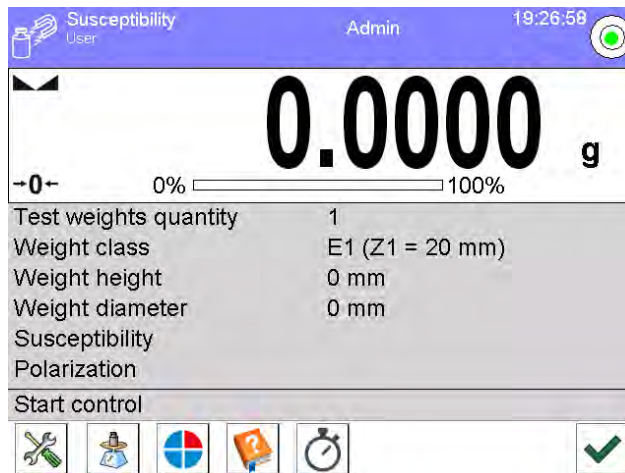 Susceptibility Admin 19:26:58
User
0.0000 g
→0← 0% 100%
Test weights quantity 1
Weight class E1 (Z1 = 20 mm)
Weight height 0 mm
Weight diameter 0 mm
Susceptibility
Polarization
Start control